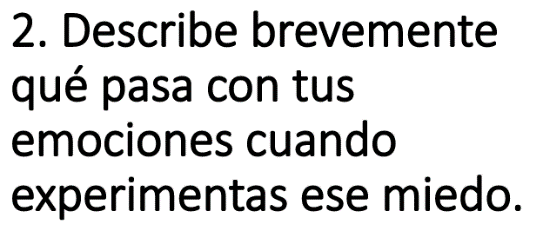 2. Describe brevemente
qué pasa con tus
emociones cuando
experimentas ese miedo.